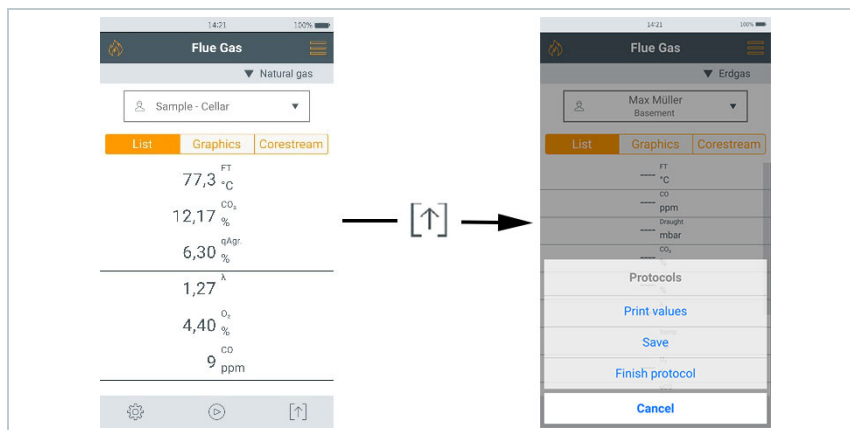 14:21 100%
Flue Gas
▼ Natural gas
Sample - Cellar ▼
List Graphics Corestream
77,3 FT °C
12,17 CO₂ %
6,30 qAgr. %
1,27 λ
4,40 O₂ %
9 CO ppm
[↑]
14:21 100%
Flue Gas
▼ Erdgas
Max Müller ▼
Basement
List Graphics Corestream
---- FT °C
---- CO ppm
---- Draught mbar
---- CO₂ %
Protocols
Print values
Save
Finish protocol
Cancel